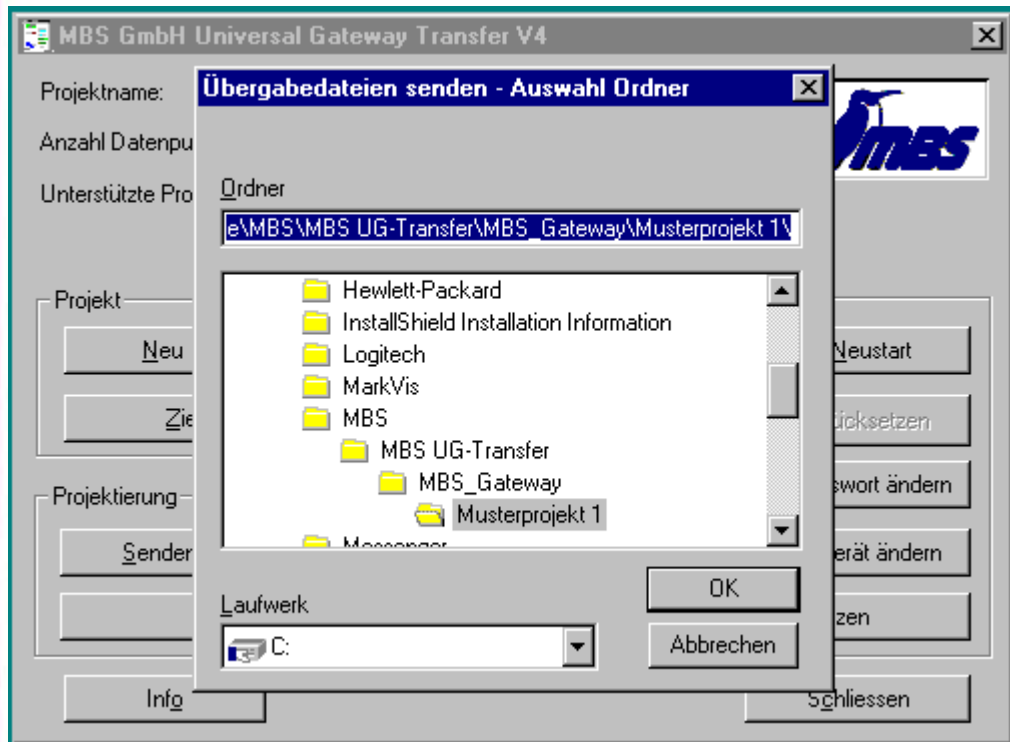 MBS GmbH Universal Gateway Transfer V4
Projektname:
Anzahl Datenpu
Unterstützte Pro
mbs
Übergabedateien senden - Auswahl Ordner
Ordner
e\MBS\MBS UG-Transfer\MBS_Gateway\Musterprojekt 1\
Hewlett-Packard
InstallShield Installation Information
Logitech
MarkVis
MBS
MBS UG-Transfer
MBS_Gateway
Musterprojekt 1
Messenger
Laufwerk
C:
OK
Abbrechen
Projekt
Neu
Zie
Neustart
ücksetzen
Projektierung
swort ändern
Sender
erät ändern
zen
Info
Schliessen